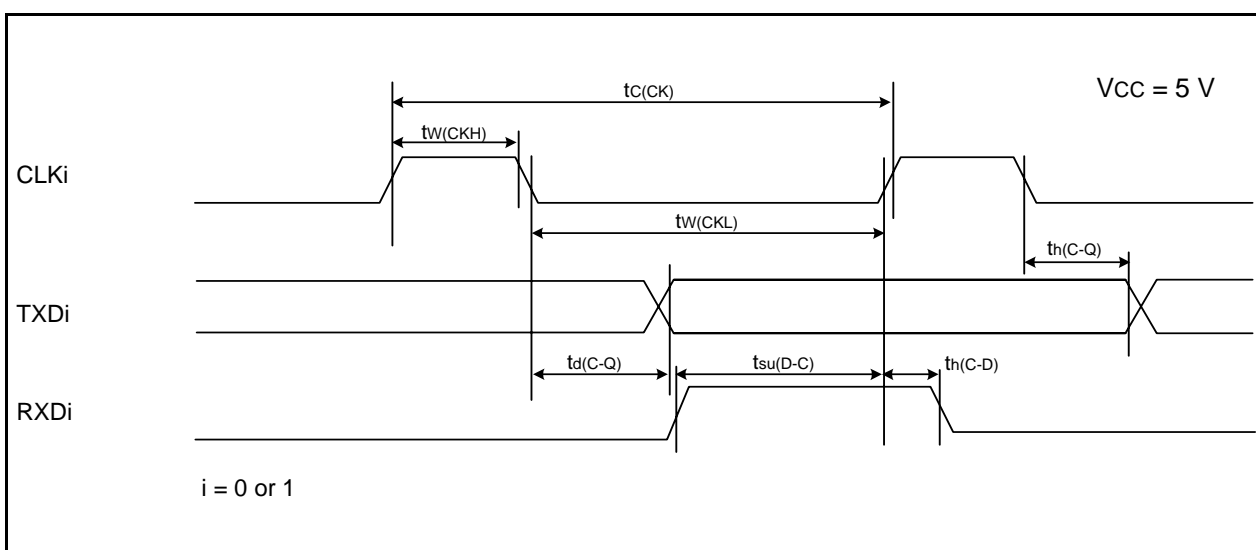 VCC = 5 V
tC(CK)
tW(CKH)
CLKi
tW(CKL)
th(C-Q)
TXDi
td(C-Q)
tsu(D-C)
th(C-D)
RXDi
i = 0 or 1